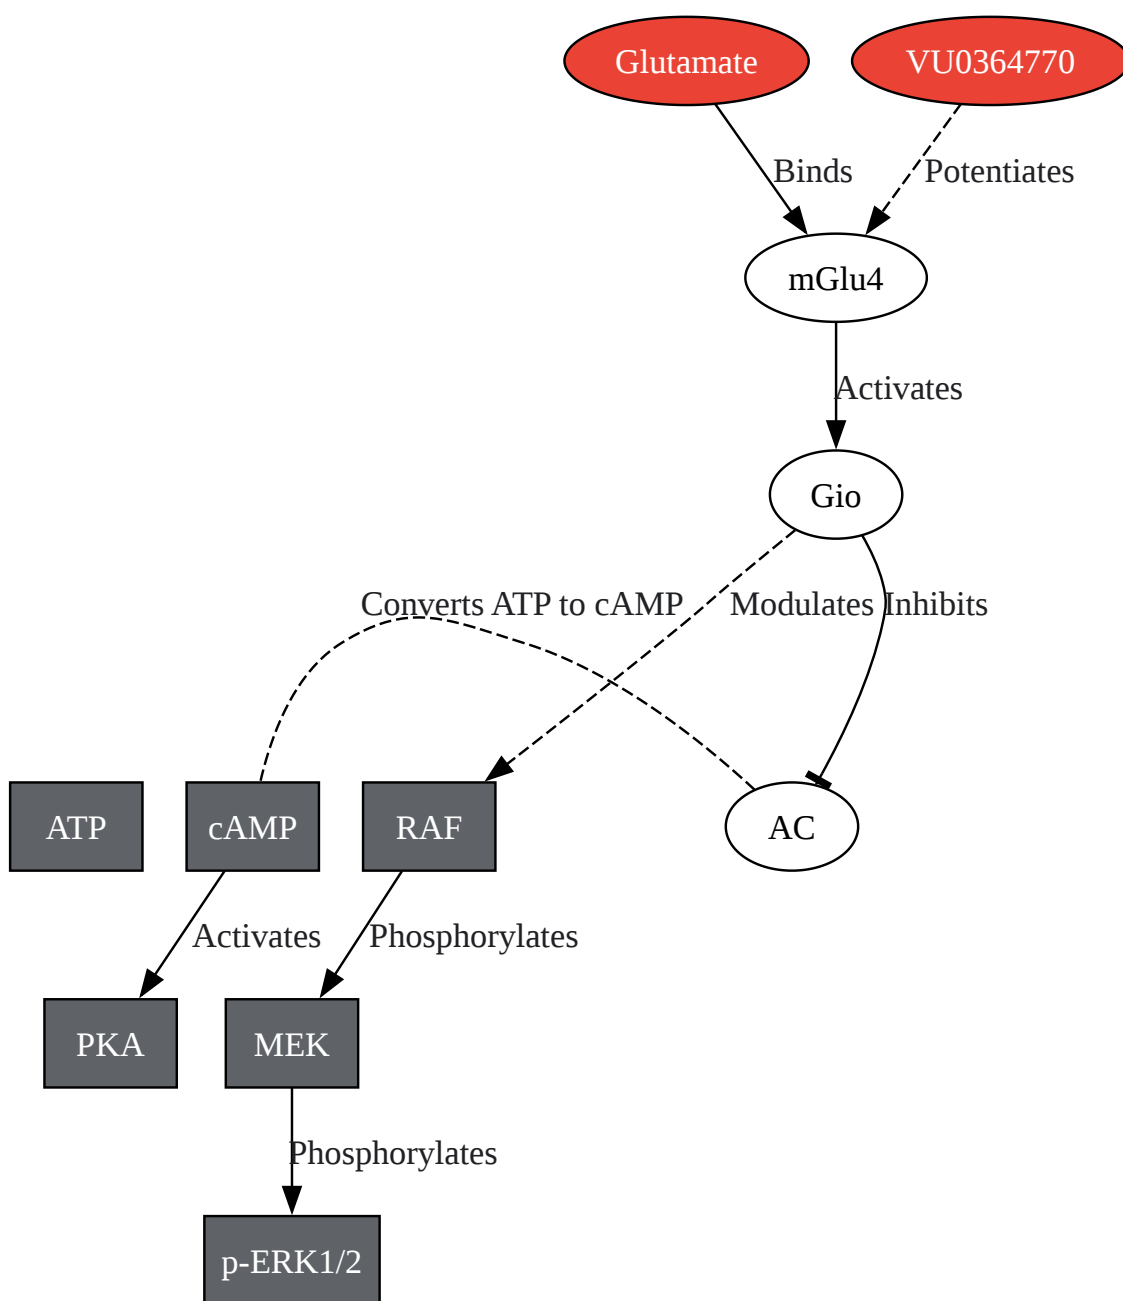 Glutamate
VU0364770
Binds
Potentiates
mGlu4
Activates
Gio
Converts ATP to cAMP
Modulates
Inhibits
ATP
cAMP
RAF
AC
Activates
Phosphorylates
PKA
MEK
Phosphorylates
p-ERK1/2